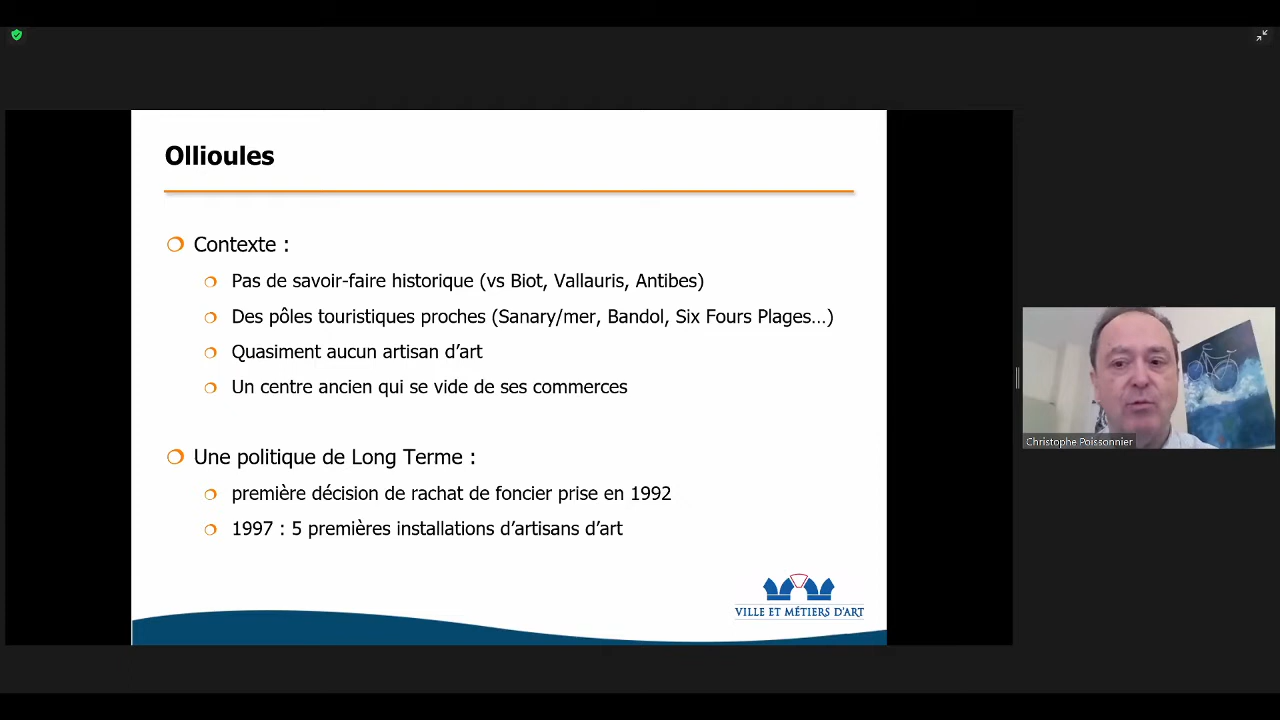 Ollioules
Contexte :
Pas de savoir-faire historique (vs Biot, Vallauris, Antibes)
Des pôles touristiques proches (Sanary/mer, Bandol, Six Fours Plages...)
Quasiment aucun artisan d'art
Un centre ancien qui se vide de ses commerces
Une politique de Long Terme :
première décision de rachat de foncier prise en 1992
1997 : 5 premières installations d'artisans d'art
VILLE ET MÉTIERS D'ART
Christophe Poissonnier